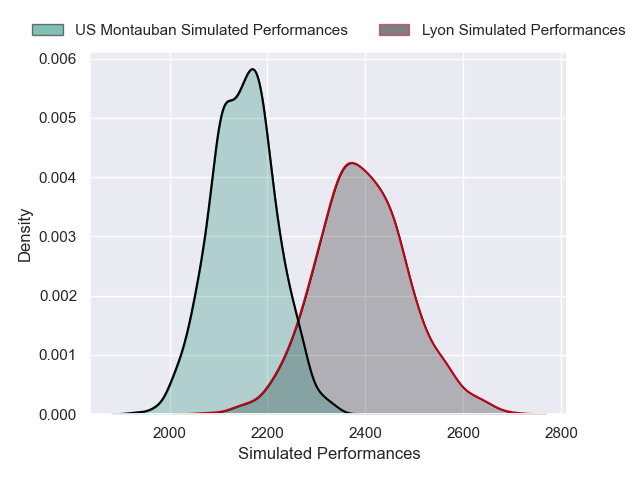 US Montauban Simulated Performances Lyon Simulated Performances
0.006
0.005
0.004
0.003
0.002
0.001
0.000
Density
2000 2200 2400 2600 2800
Simulated Performances